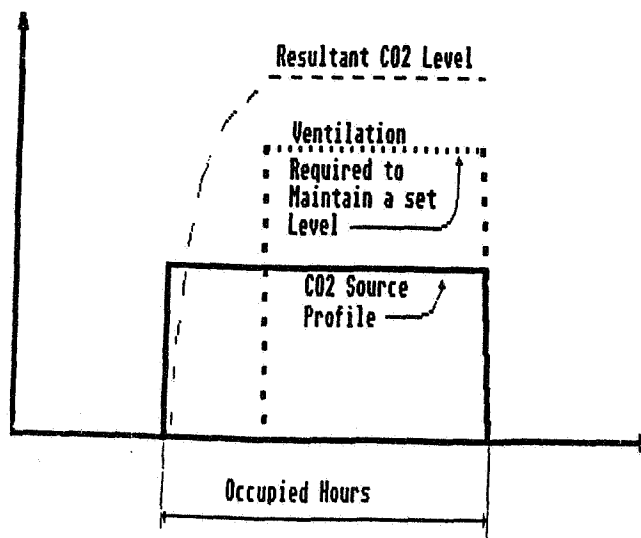 Resultant CO2 Level
Ventilation
Required to
Maintain a set
Level
CO2 Source
Profile
Occupied Hours